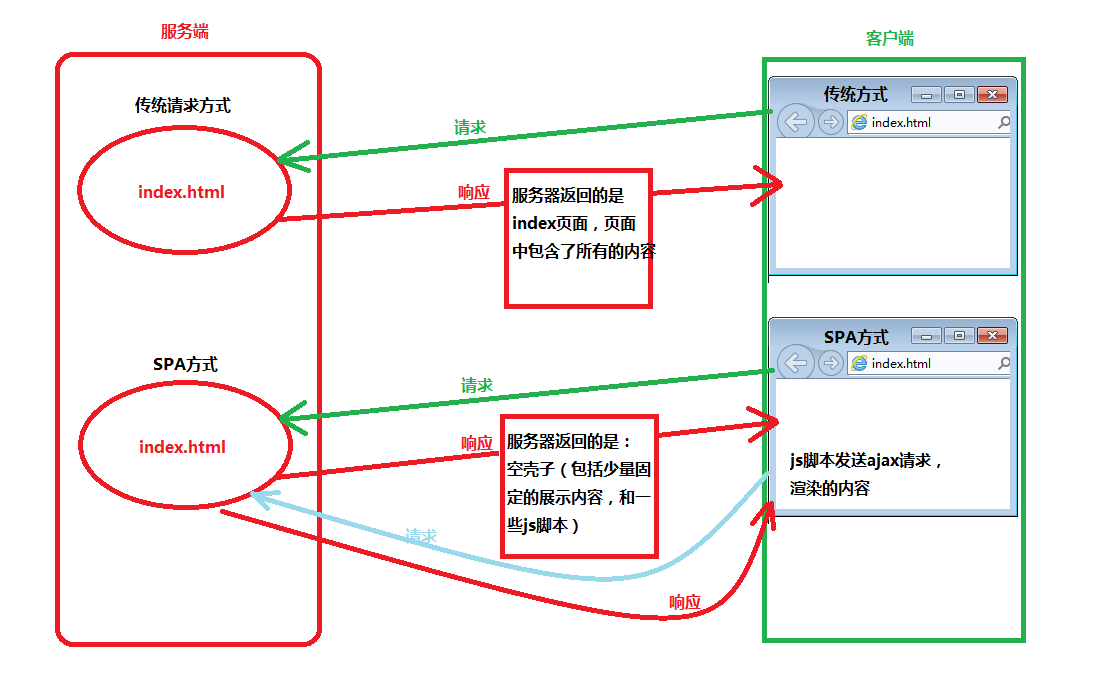 服务端
客户端
传统请求方式
传统方式
index.html
请求
index.html
响应
服务器返回的是
index页面，页面
中包含了所有的内容
SPA方式
SPA方式
index.html
请求
index.html
响应
服务器返回的是：
空壳子（包括少量固
定的展示内容，和一
些js脚本）
js脚本发送ajax请求，
渲染的内容
请求
响应